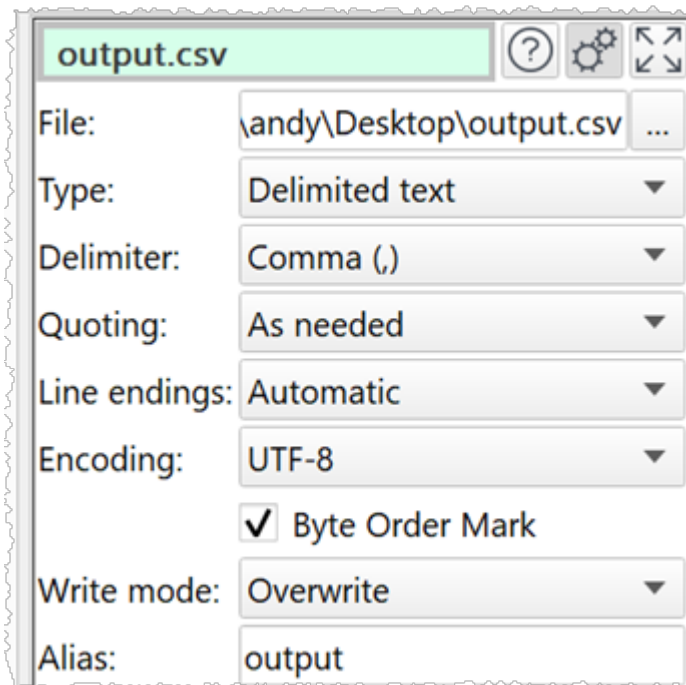 output.csv
File: \andy\Desktop\output.csv ...
Type: Delimited text
Delimiter: Comma (,)
Quoting: As needed
Line endings: Automatic
Encoding: UTF-8
Byte Order Mark
Write mode: Overwrite
Alias: output